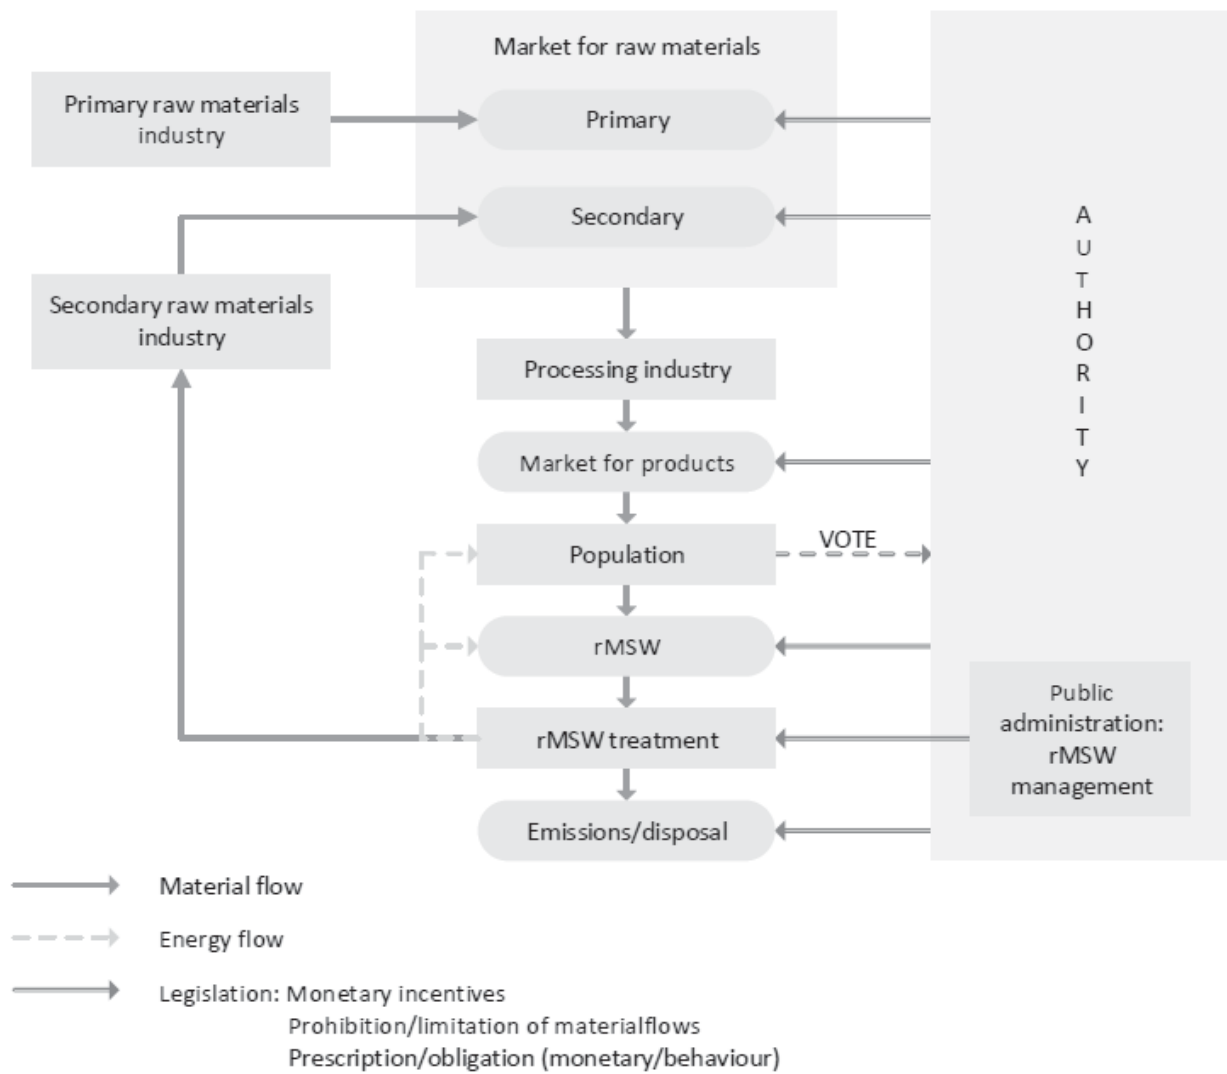 Market for raw materials
Primary raw materials
industry
Primary
Secondary
A
U
T
H
O
R
I
T
Y
Secondary raw materials
industry
Processing industry
Market for products
Population
VOTE
rMSW
Public
administration:
rMSW
management
rMSW treatment
Emissions/disposal
Material flow
Energy flow
Legislation: Monetary incentives
Prohibition/limitation of materialflows
Prescription/obligation (monetary/behaviour)